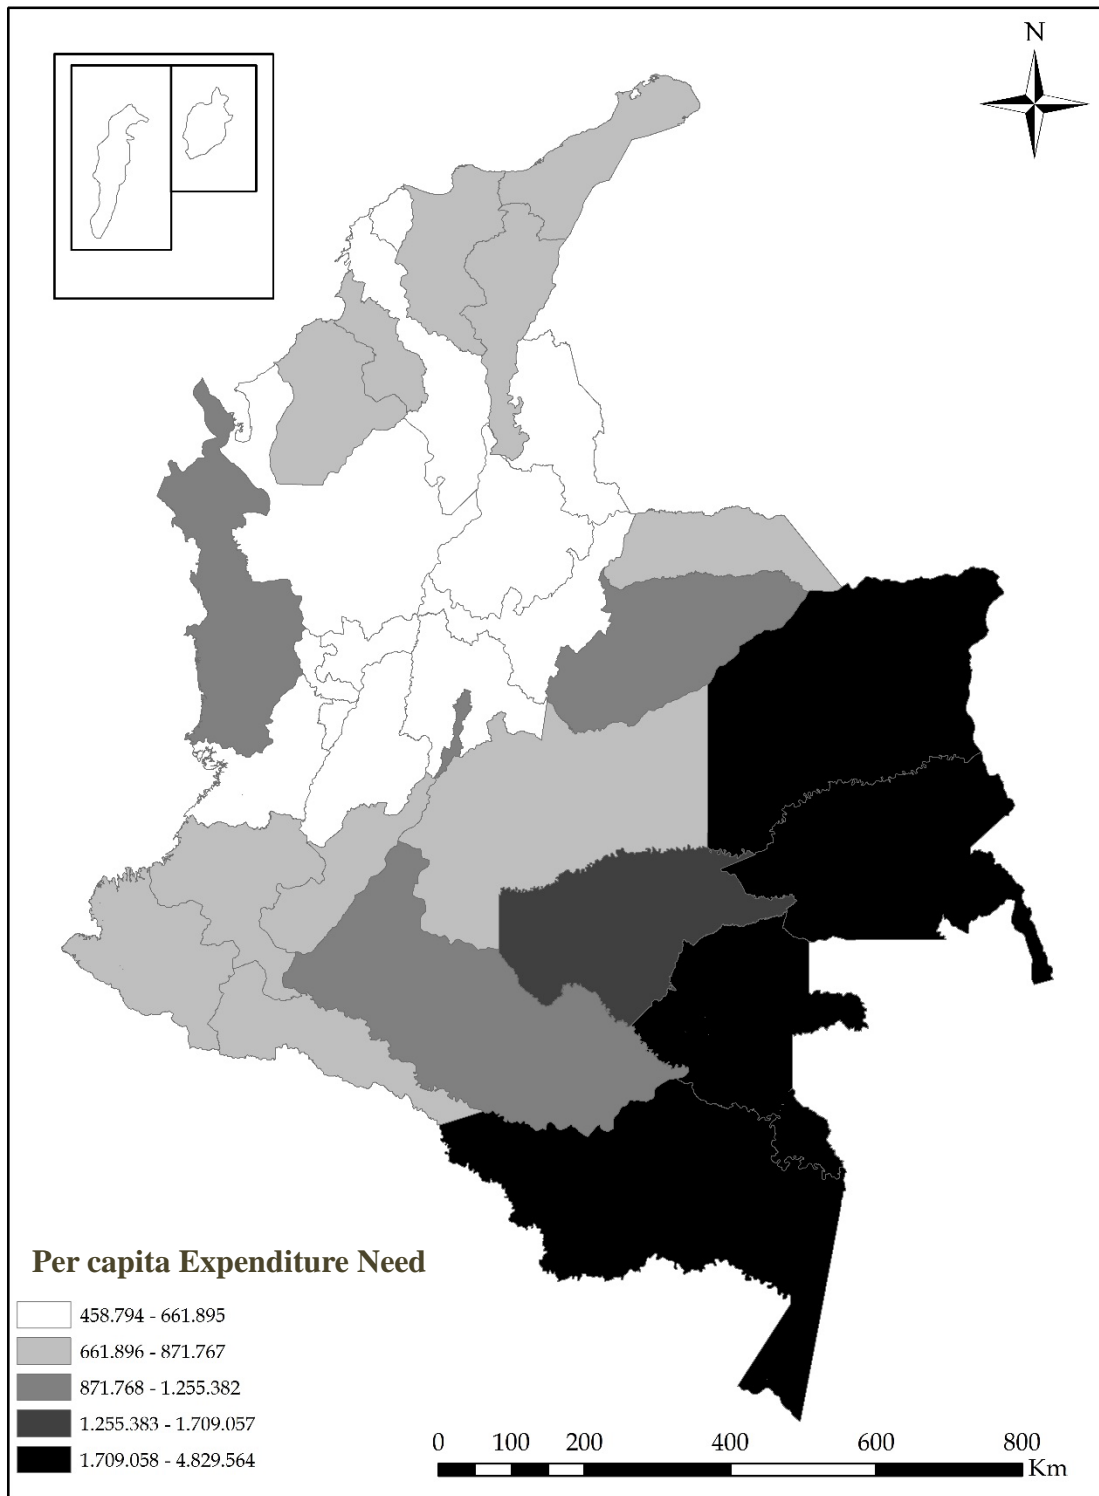 N
Per capita Expenditure Need
458.794 - 661.895
661.896 - 871.767
871.768 - 1.255.382
1.255.383 - 1.709.057
1.709.058 - 4.829.564
0 100 200 400 600 800
Km